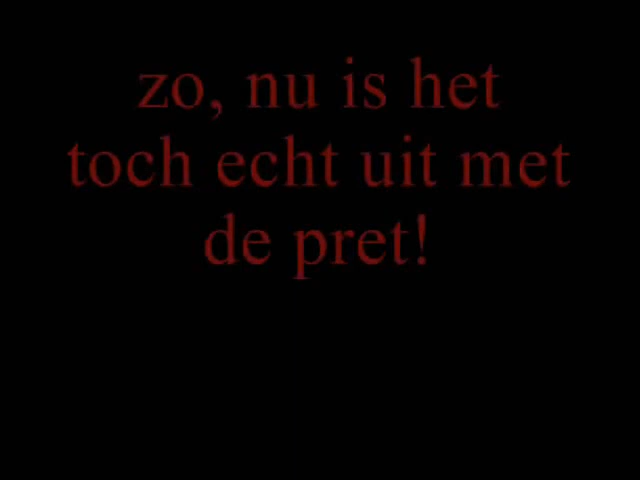 zo, nu is het
toch echt uit met
de pret!